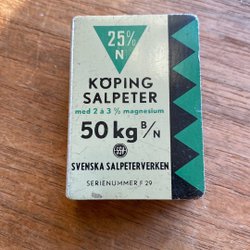 25%
N
KÖPING
SALPETER
med 2 à 3 % magnesium
50 kg B/N
SVENSKA SALPETERVERKEN
SERIENUMMER F 29